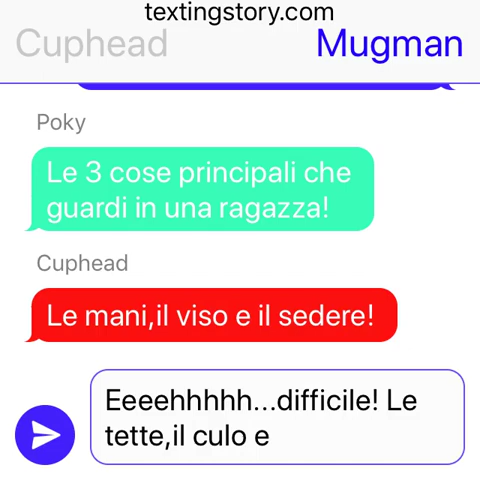 textingstory.com
Cuphead
Mugman
Poky
Le 3 cose principali che
guardi in una ragazza!
Cuphead
Le mani,il viso e il sedere!
Eeeehhhhh...difficile! Le
tette,il culo e